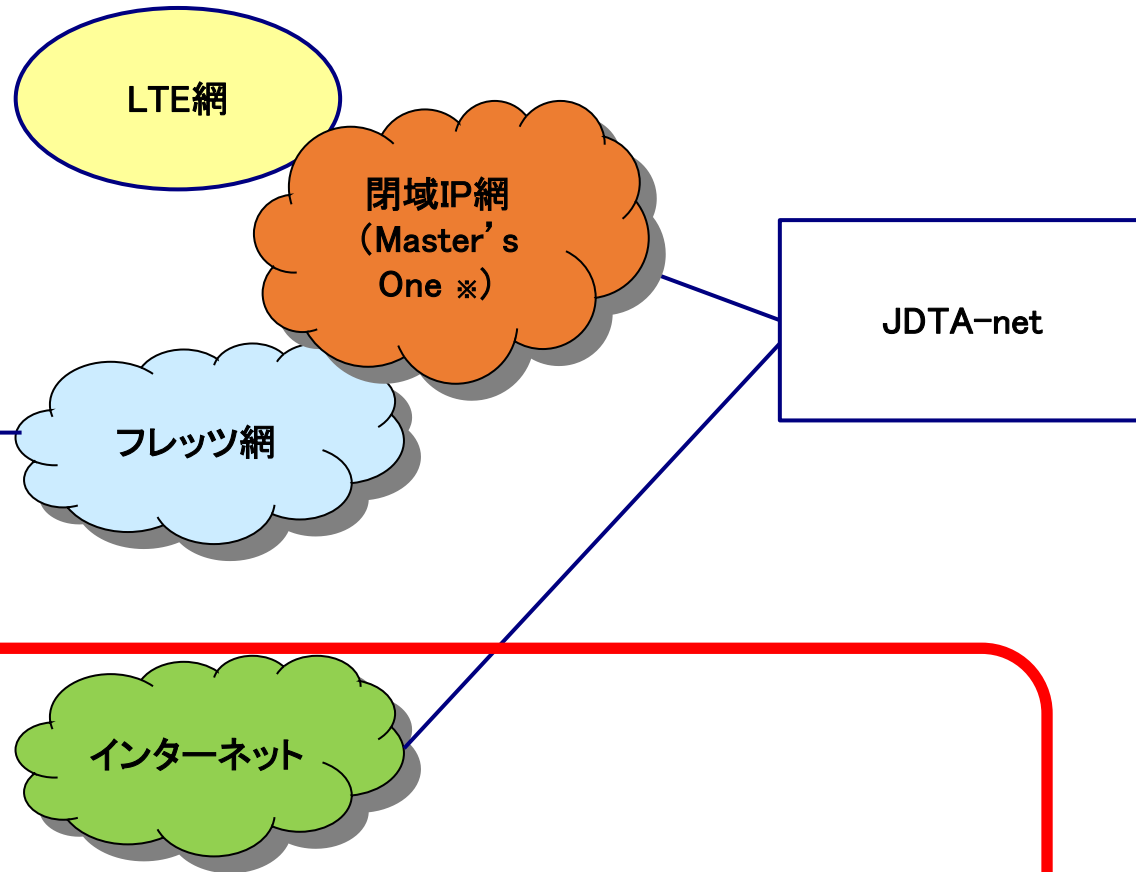 LTE網
閉域IP網
(Master’s
One ※)
JDTA-net
フレッツ網
インターネット